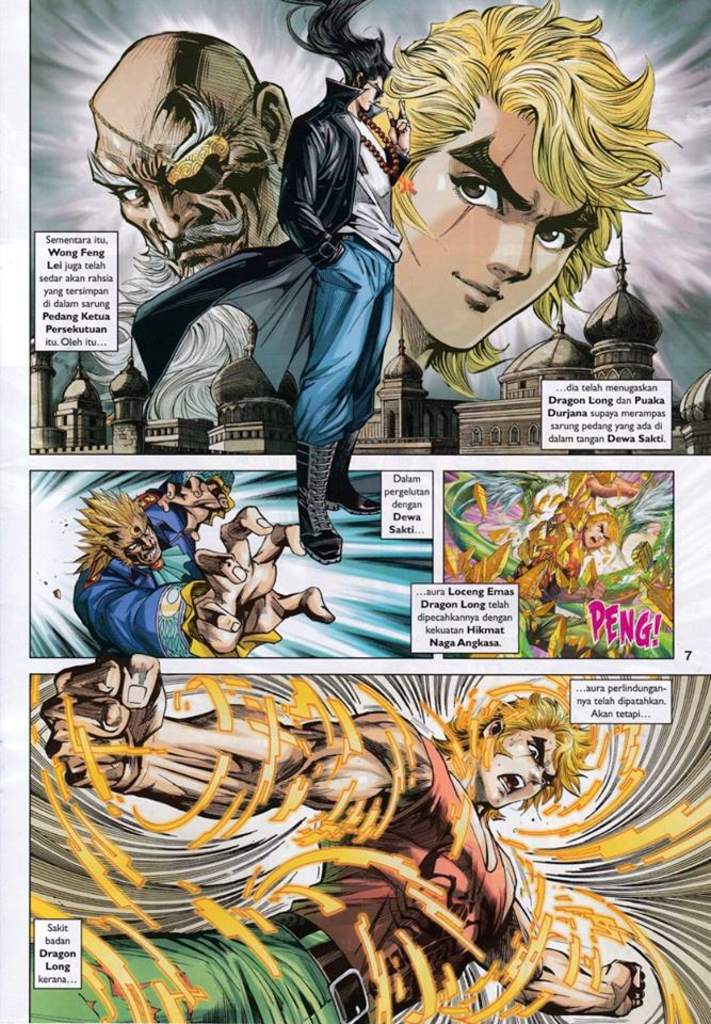 Sementara itu,
Wong Feng
Lei juga telah
sedar akan rahsia
yang tersimpan
di dalam sarung
Pedang Ketua
Persekutuan
itu. Oleh itu…
…dia telah menugaskan
Dragon Long dan Puaka
Durjana supaya merampas
sarung pedang yang ada di
dalam tangan Dewa Sakti.
Dalam
pergelutan
dengan
Dewa
Sakti…
…aura Loceng Emas
Dragon Long telah
dipecahkannya dengan
kekuatan Hikmat
Naga Angkasa.
PENG!
7
…aura perlindungan-
nya telah dipatahkan.
Akan tetapi…
Sakit
badan
Dragon
Long
kerana…